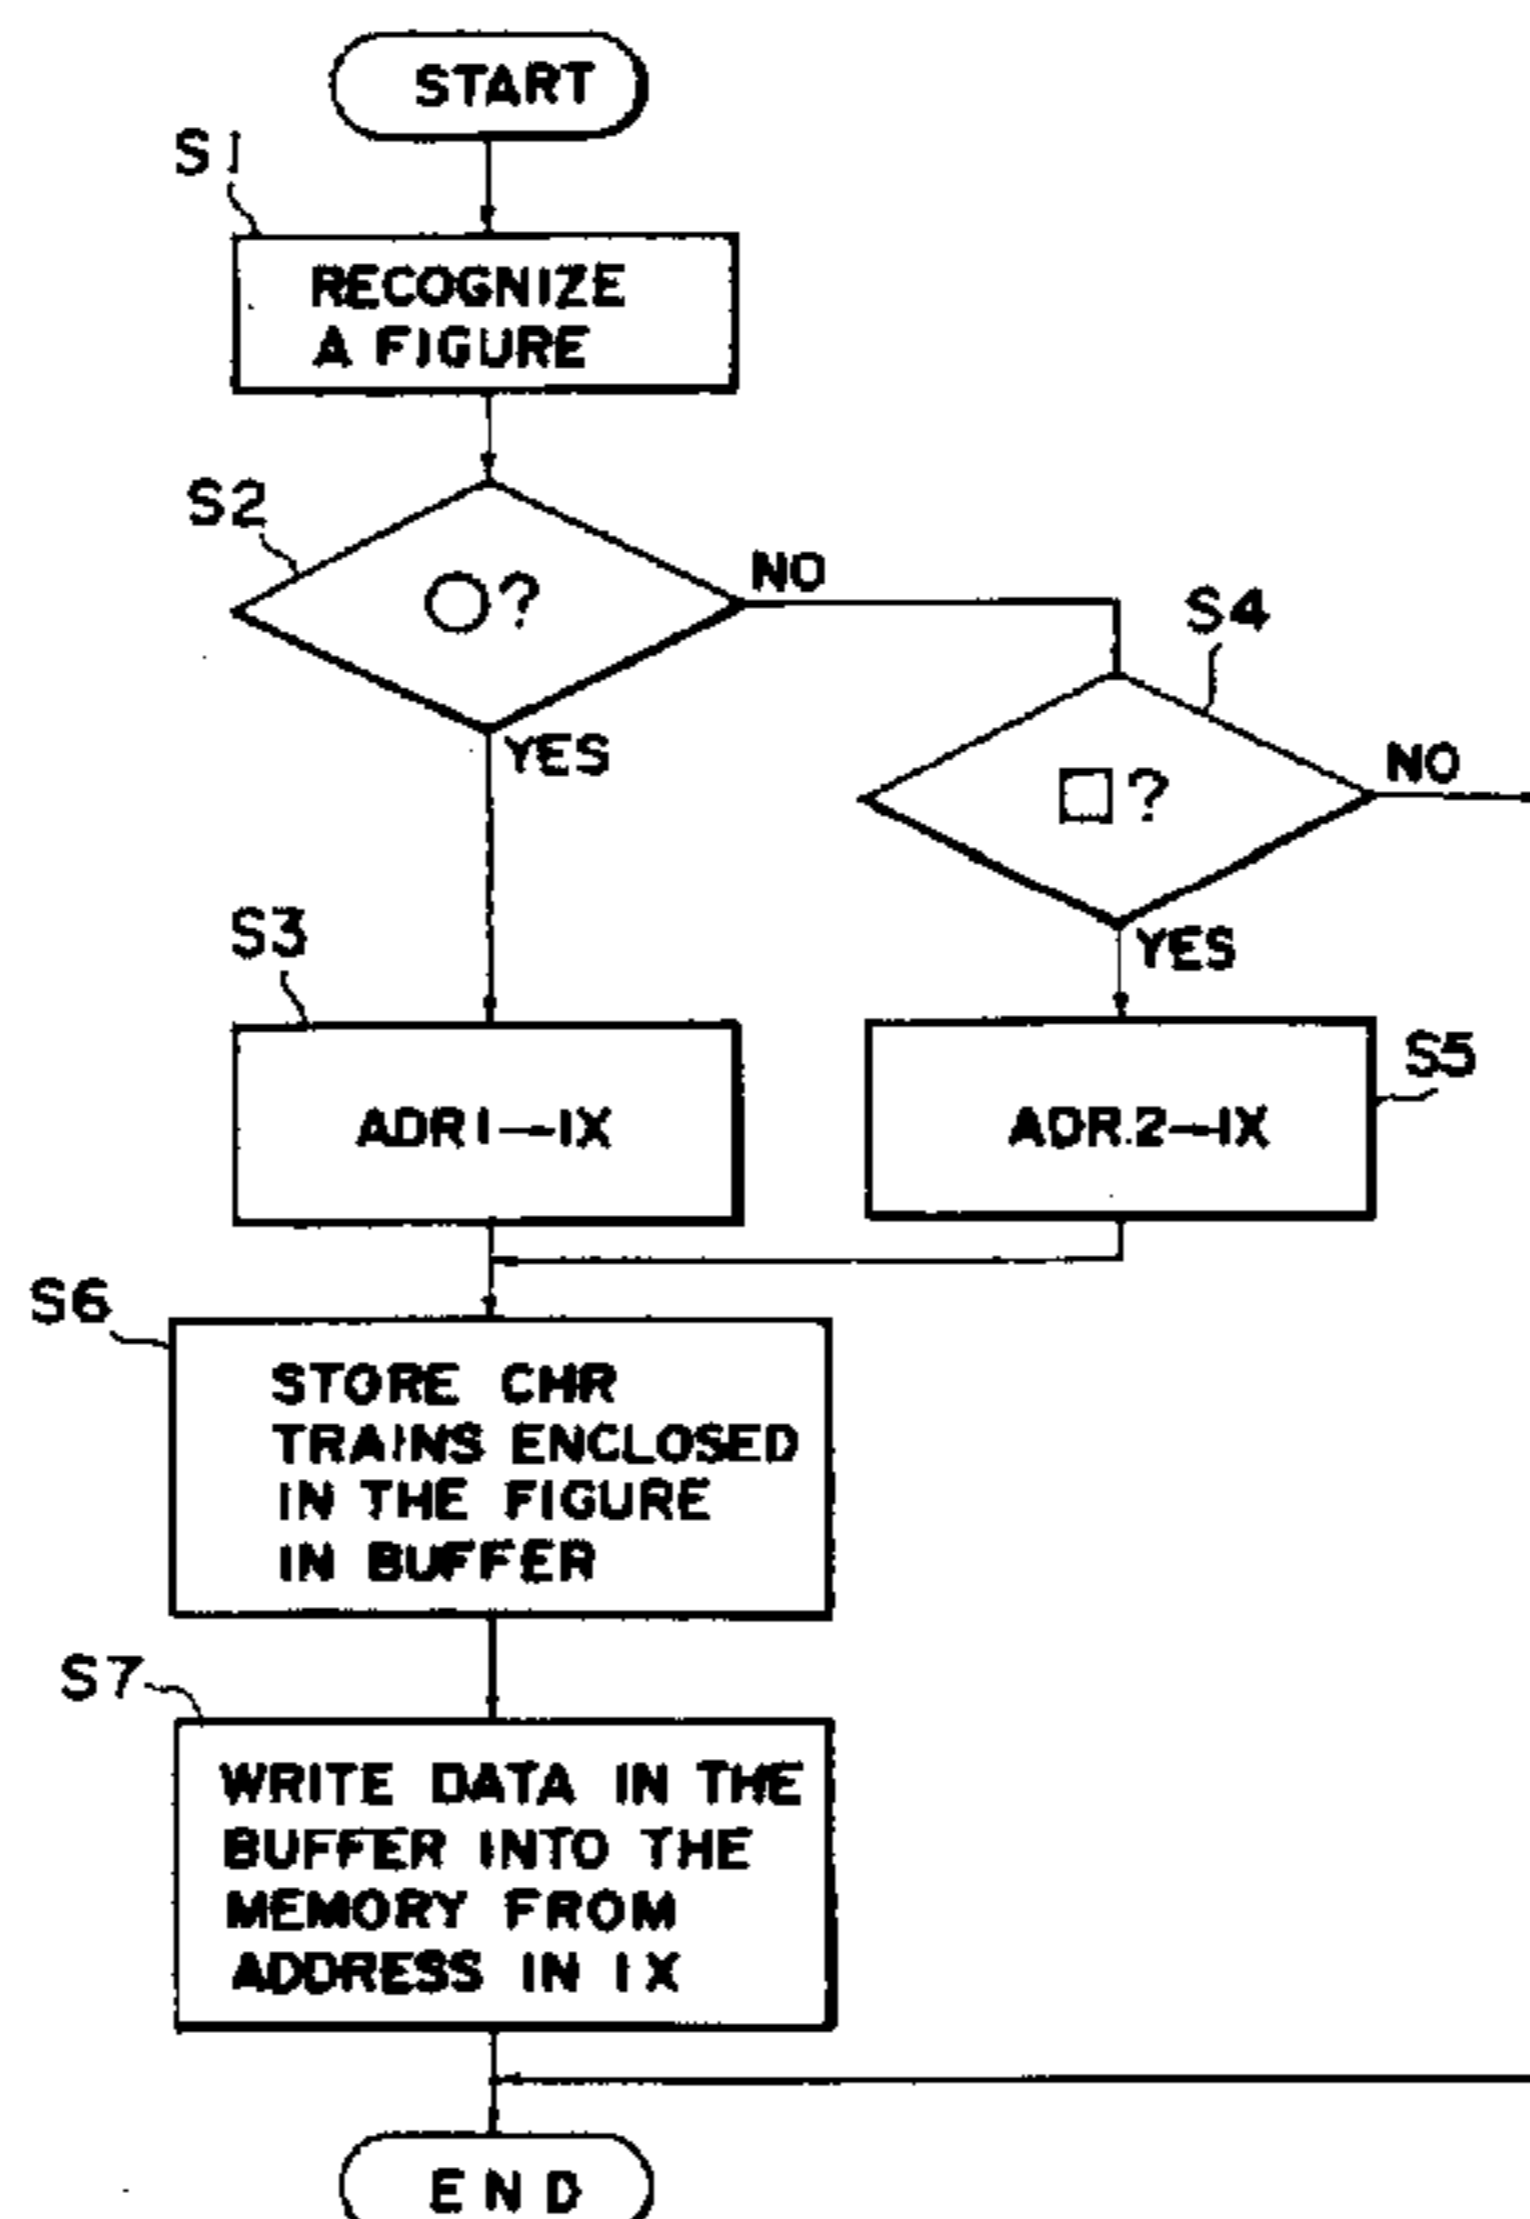 START
S1
RECOGNIZE
A FIGURE
S2
○?
NO
YES
S4
□?
NO
YES
S3
ADR1→IX
S5
ADR.2→IX
S6
STORE CHR
TRAINS ENCLOSED
IN THE FIGURE
IN BUFFER
S7
WRITE DATA IN THE
BUFFER INTO THE
MEMORY FROM
ADDRESS IN IX
END